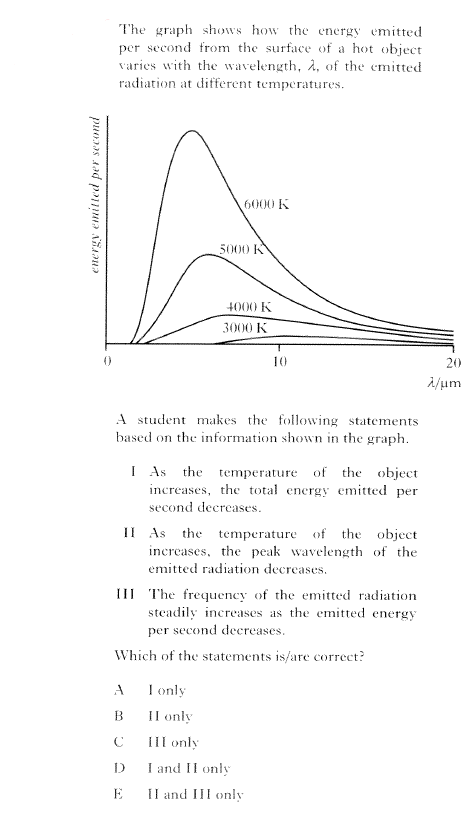 The graph shows how the energy emitted
per second from the surface of a hot object
varies with the wavelength, λ, of the emitted
radiation at different temperatures.
energy emitted per second
6000 K
5000 K
4000 K
3000 K
0
10
20
λ/μm
A student makes the following statements
based on the information shown in the graph.
I As the temperature of the object
increases, the total energy emitted per
second decreases.
II As the temperature of the object
increases, the peak wavelength of the
emitted radiation decreases.
III The frequency of the emitted radiation
steadily increases as the emitted energy
per second decreases.
Which of the statements is/are correct?
A I only
B II only
C III only
D I and II only
E II and III only